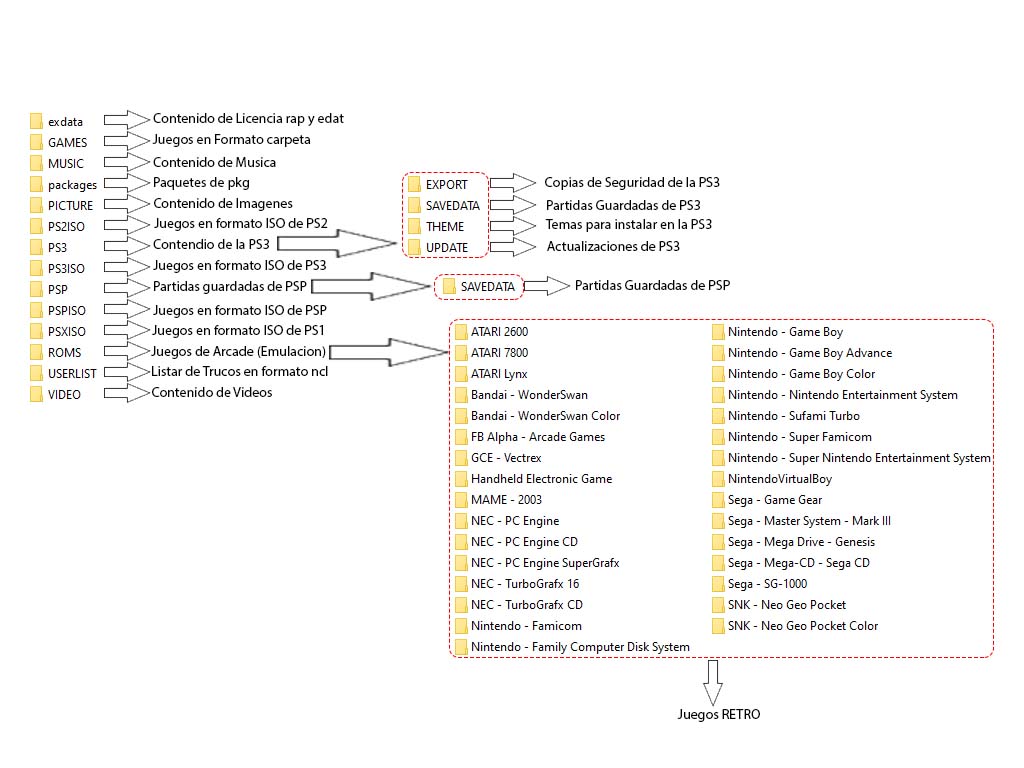 exdata Contenido de Licencia rap y edat
GAMES Juegos en Formato carpeta
MUSIC Contenido de Musica
packages Paquetes de pkg
PICTURE Contenido de Imagenes
PS2ISO Juegos en formato ISO de PS2
PS3 Contendio de la PS3
PS3ISO Juegos en formato ISO de PS3
PSP Partidas guardadas de PSP
PSPISO Juegos en formato ISO de PSP
PSXISO Juegos en formato ISO de PS1
ROMS Juegos de Arcade (Emulacion)
USERLIST Listar de Trucos en formato ncl
VIDEO Contenido de Videos
EXPORT Copias de Seguridad de la PS3
SAVEDATA Partidas Guardadas de PS3
THEME Temas para instalar en la PS3
UPDATE Actualizaciones de PS3
SAVEDATA Partidas Guardadas de PSP
ATARI 2600
ATARI 7800
ATARI Lynx
Bandai - WonderSwan
Bandai - WonderSwan Color
FB Alpha - Arcade Games
GCE - Vectrex
Handheld Electronic Game
MAME - 2003
NEC - PC Engine
NEC - PC Engine CD
NEC - PC Engine SuperGrafx
NEC - TurboGrafx 16
NEC - TurboGrafx CD
Nintendo - Famicom
Nintendo - Family Computer Disk System
Nintendo - Game Boy
Nintendo - Game Boy Advance
Nintendo - Game Boy Color
Nintendo - Nintendo Entertainment System
Nintendo - Sufami Turbo
Nintendo - Super Famicom
Nintendo - Super Nintendo Entertainment System
NintendoVirtualBoy
Sega - Game Gear
Sega - Master System - Mark III
Sega - Mega Drive - Genesis
Sega - Mega-CD - Sega CD
Sega - SG-1000
SNK - Neo Geo Pocket
SNK - Neo Geo Pocket Color
Juegos RETRO